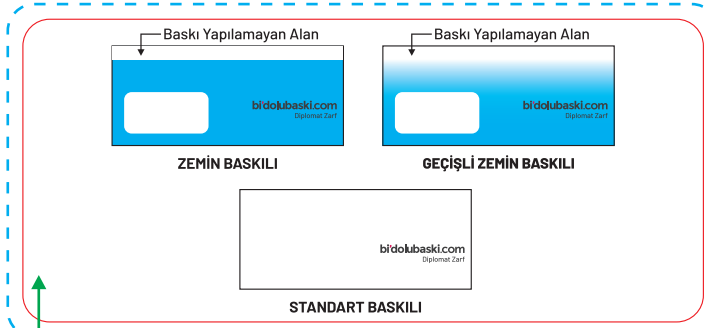 Baskı Yapılamayan Alan
Baskı Yapılamayan Alan
bi'dolubaski.com
Diplomat Zarf
bi'dolubaski.com
Diplomat Zarf
ZEMİN BASKILI
GEÇİŞLİ ZEMİN BASKILI
bi'dolubaski.com
Diplomat Zarf
STANDART BASKILI